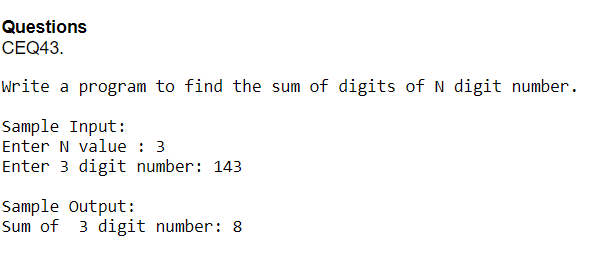 Questions
CEQ43.
Write a program to find the sum of digits of N digit number.
Sample Input:
Enter N value : 3
Enter 3 digit number: 143
Sample Output:
Sum of  3 digit number: 8